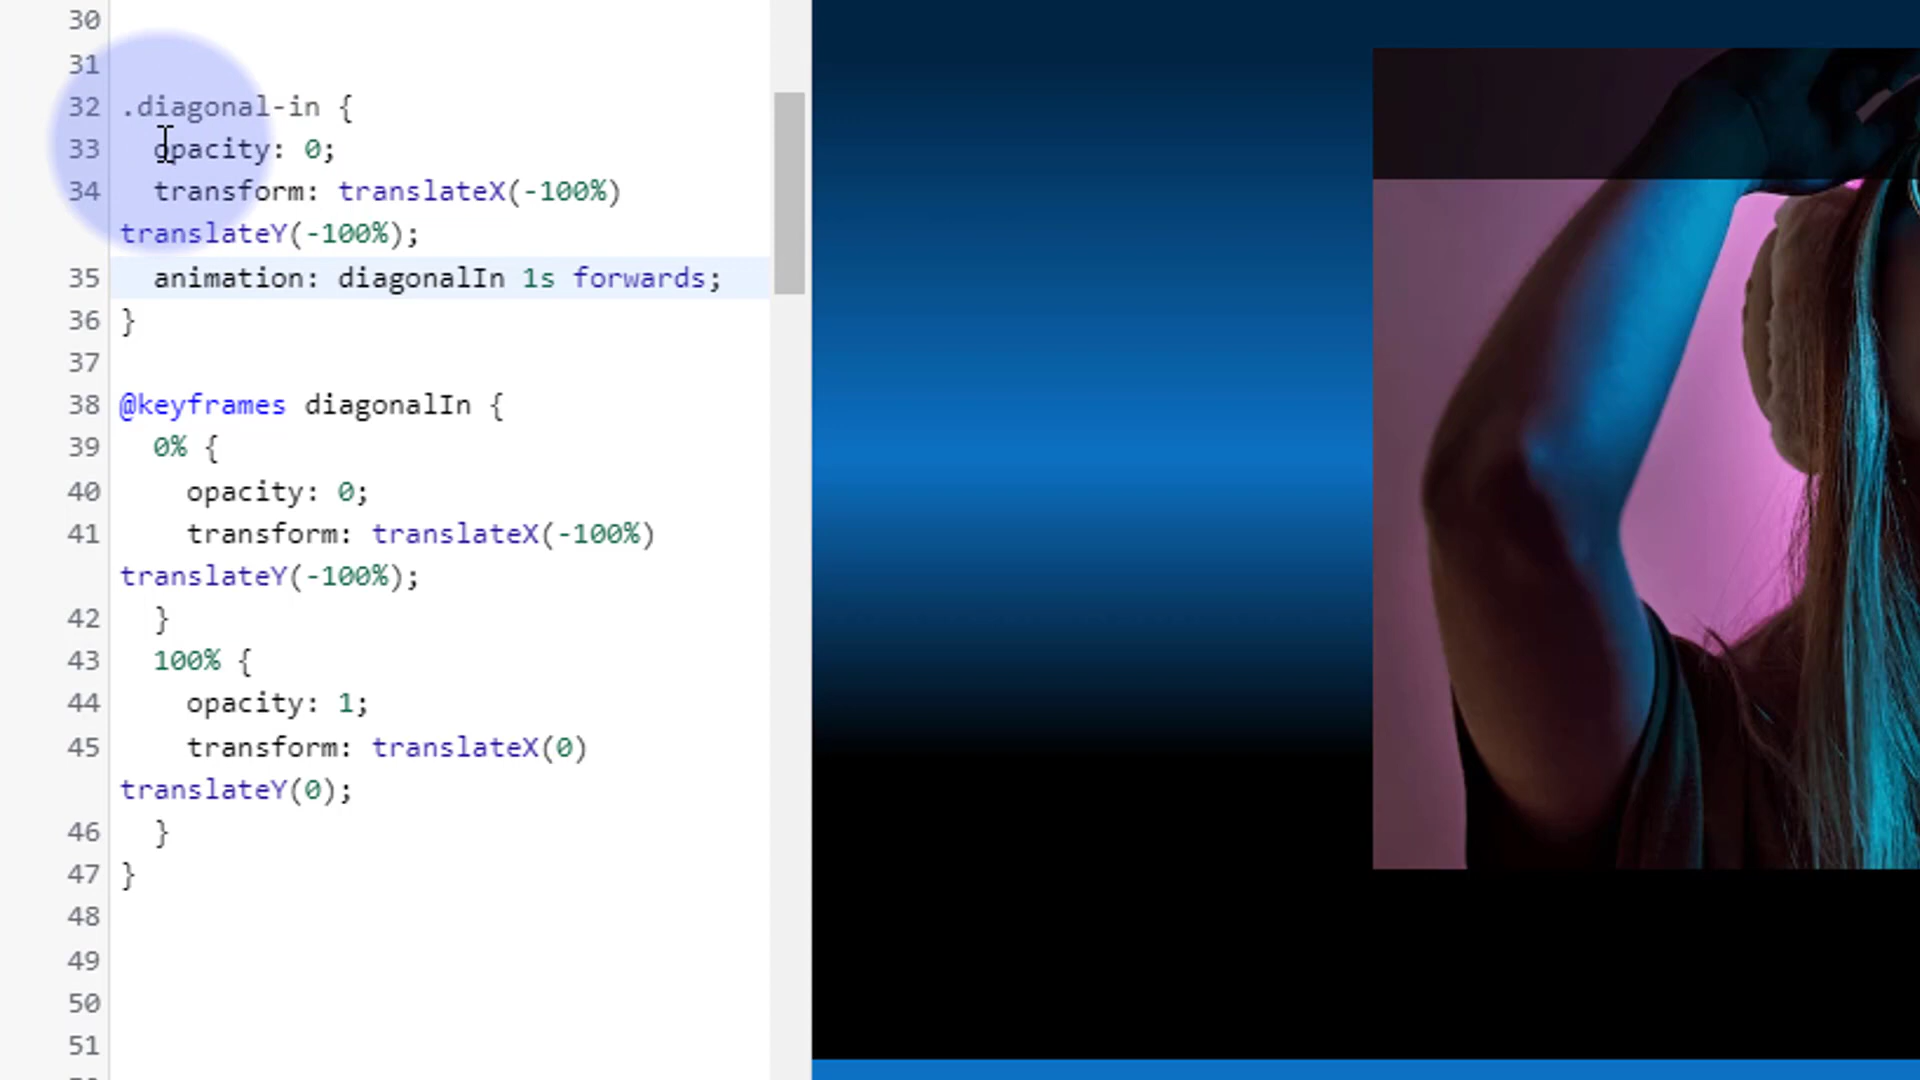 30
31
32 .diagonal-in {
33 opacity: 0;
34 transform: translateX(-100%)
translateY(-100%);
35 animation: diagonalIn 1s forwards;
36 }
37
38 @keyframes diagonalIn {
39 0% {
40 opacity: 0;
41 transform: translateX(-100%)
translateY(-100%);
42 }
43 100% {
44 opacity: 1;
45 transform: translateX(0)
translateY(0);
46 }
47 }
48
49
50
51